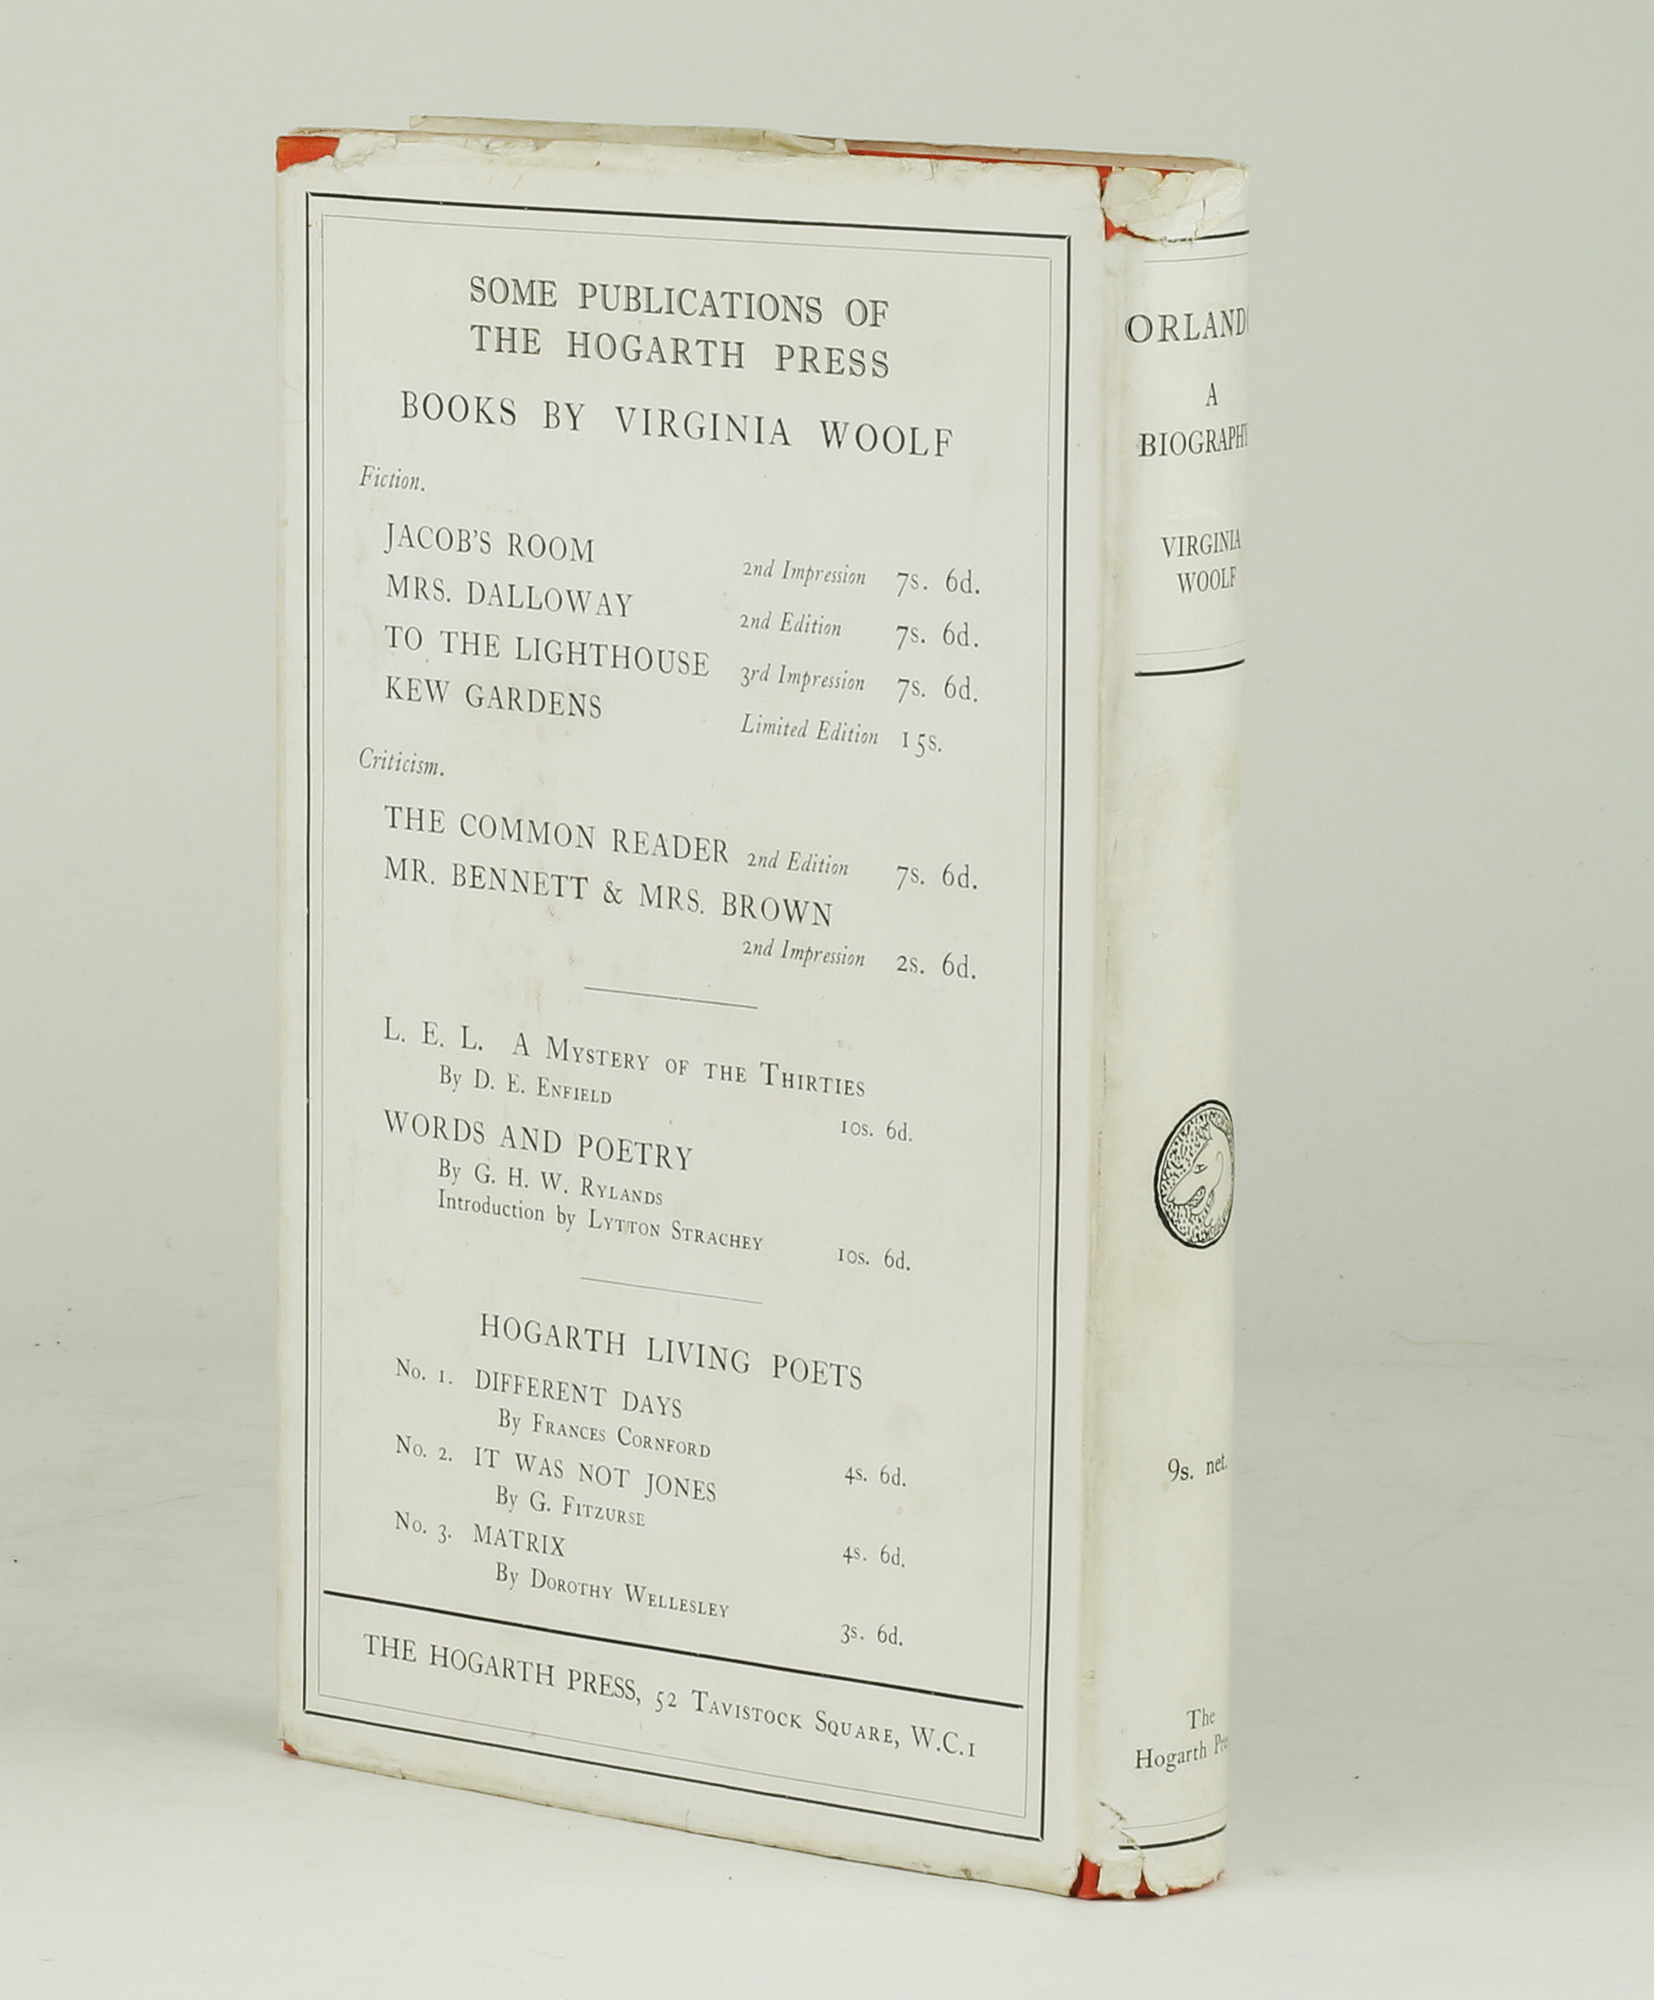 SOME PUBLICATIONS OF
THE HOGARTH PRESS
BOOKS BY VIRGINIA WOOLF
Fiction.
JACOB'S ROOM 2nd Impression 7s. 6d.
MRS. DALLOWAY 2nd Edition 7s. 6d.
TO THE LIGHTHOUSE 3rd Impression 7s. 6d.
KEW GARDENS Limited Edition 15s.
Criticism.
THE COMMON READER 2nd Edition 7s. 6d.
MR. BENNETT & MRS. BROWN
2nd Impression 2s. 6d.
L. E. L. A MYSTERY OF THE THIRTIES
By D. E. ENFIELD 10s. 6d.
WORDS AND POETRY
By G. H. W. RYLANDS
Introduction by LYTTON STRACHEY 10s. 6d.
HOGARTH LIVING POETS
No. 1. DIFFERENT DAYS
By FRANCES CORNFORD 4s. 6d.
No. 2. IT WAS NOT JONES
By G. FITZURSE 4s. 6d.
No. 3. MATRIX
By DOROTHY WELLESLEY 3s. 6d.
THE HOGARTH PRESS, 52 TAVISTOCK SQUARE, W.C.1
ORLANDO
A
BIOGRAPHY
VIRGINIA
WOOLF
9s. net.
The
Hogarth Pre